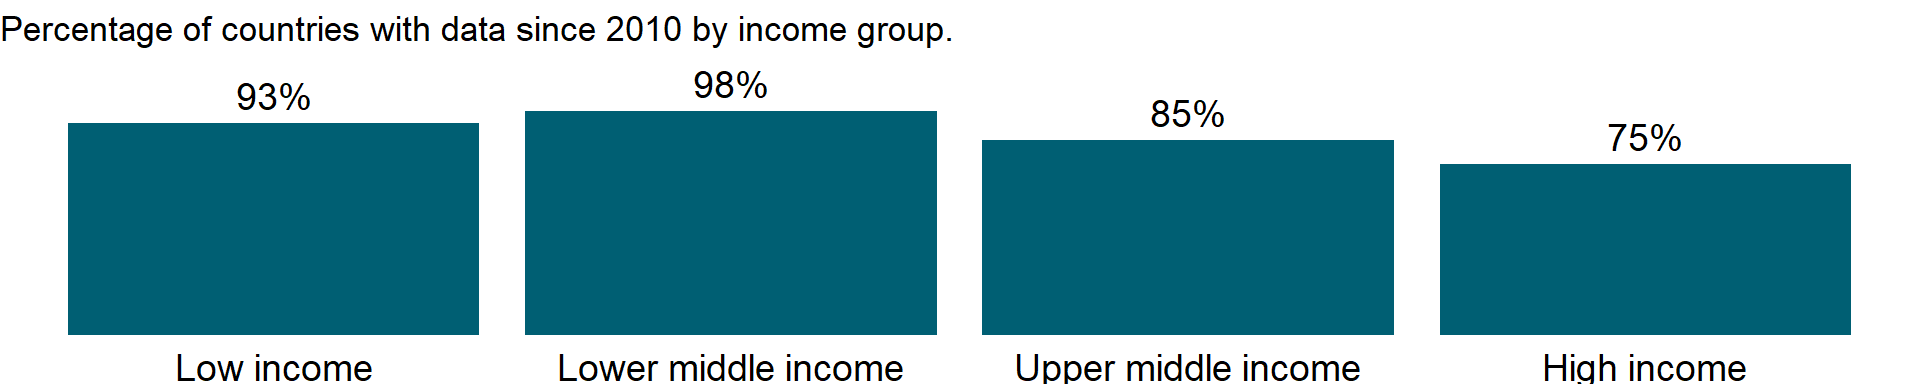 Percentage of countries with data since 2010 by income group.
93%
98%
85%
75%
Low income
Lower middle income
Upper middle income
High income